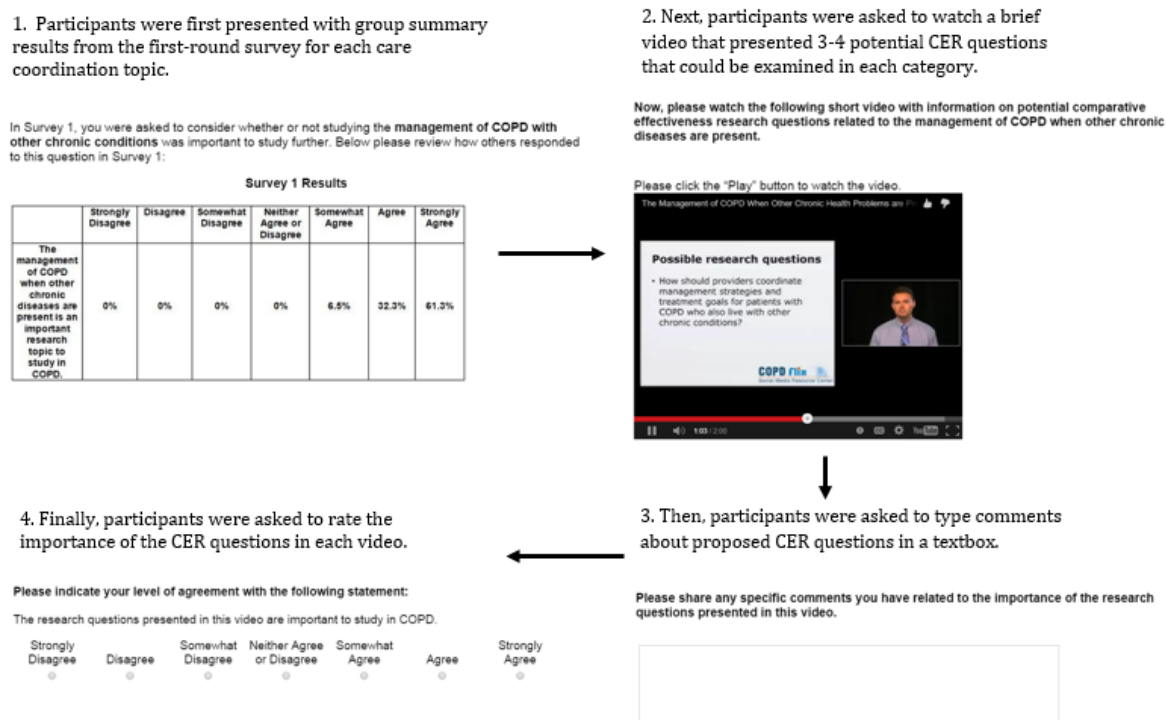 1. Participants were first presented with group summary
results from the first-round survey for each care
coordination topic.
In Survey 1, you were asked to consider whether or not studying the management of COPD with
other chronic conditions was important to study further. Below please review how others responded
to this question in Survey 1:
Survey 1 Results
Strongly Disagree
Disagree
Somewhat Disagree
Neither Agree or Disagree
Somewhat Agree
Agree
Strongly Agree
The
management
of COPD
when other
chronic
diseases are
present is an
important
research
topic to
study in
COPD.
0% 0% 0% 0% 6.5% 32.3% 61.3%
2. Next, participants were asked to watch a brief
video that presented 3-4 potential CER questions
that could be examined in each category.
Now, please watch the following short video with information on potential comparative
effectiveness research questions related to the management of COPD when other chronic
diseases are present.
Please click the "Play" button to watch the video.
The Management of COPD When Other Chronic Health Problems are
Possible research questions
• How should providers coordinate
management strategies and
treatment goals for patients with
COPD who also live with other
chronic conditions?
COPD flix
Social Media Resource Center
1:03 / 2:00
YouTube
3. Then, participants were asked to type comments
about proposed CER questions in a textbox.
Please share any specific comments you have related to the importance of the research
questions presented in this video.
4. Finally, participants were asked to rate the
importance of the CER questions in each video.
Please indicate your level of agreement with the following statement:
The research questions presented in this video are important to study in COPD.
Strongly Disagree
Disagree
Somewhat Disagree
Neither Agree or Disagree
Somewhat Agree
Agree
Strongly Agree